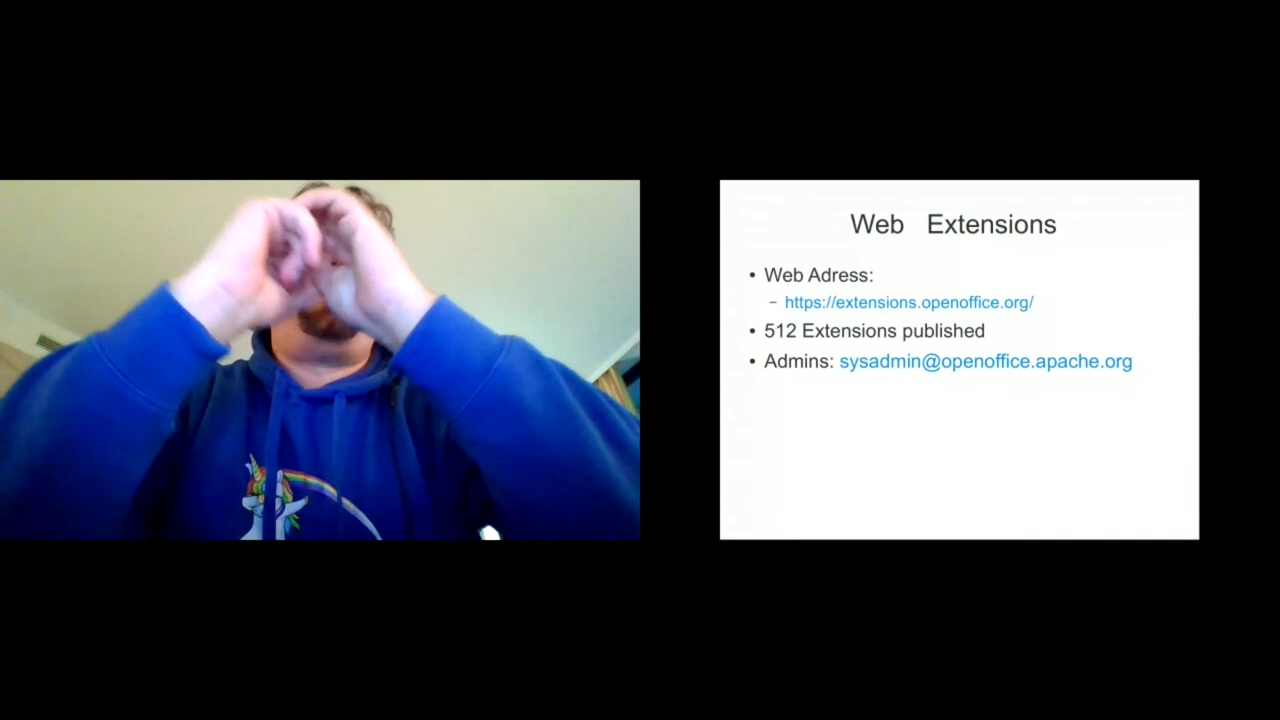 Web Extensions
• Web Adress:
– https://extensions.openoffice.org/
• 512 Extensions published
• Admins: sysadmin@openoffice.apache.org